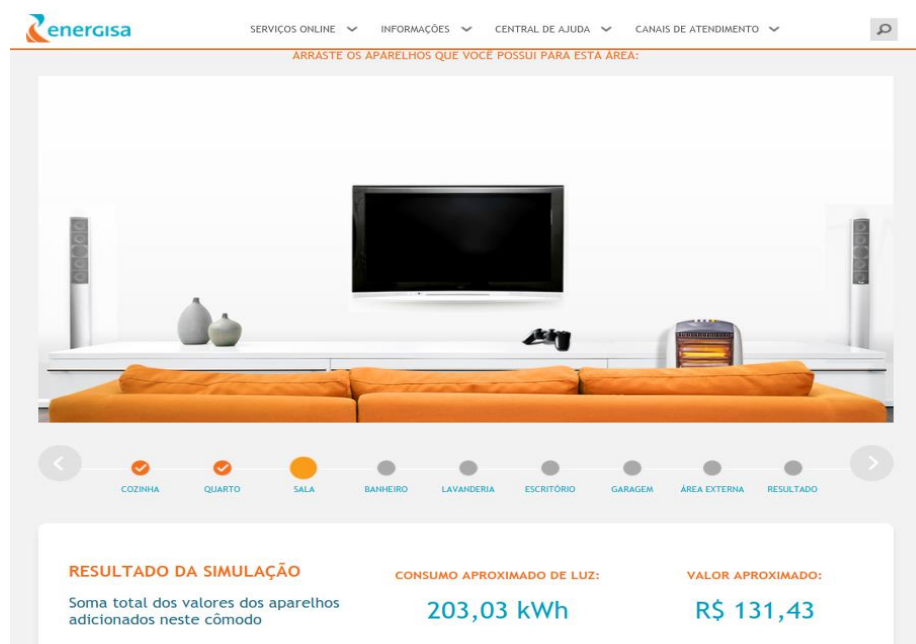 energisa
SERVIÇOS ONLINE INFORMAÇÕES CENTRAL DE AJUDA CANAIS DE ATENDIMENTO
ARRASTE OS APARELHOS QUE VOCÊ POSSUI PARA ESTA ÁREA:
COZINHA QUARTO SALA BANHEIRO LAVANDERIA ESCRITÓRIO GARAGEM ÁREA EXTERNA RESULTADO
RESULTADO DA SIMULAÇÃO
Soma total dos valores dos aparelhos
adicionados neste cômodo
CONSUMO APROXIMADO DE LUZ:
203,03 kWh
VALOR APROXIMADO:
R$ 131,43